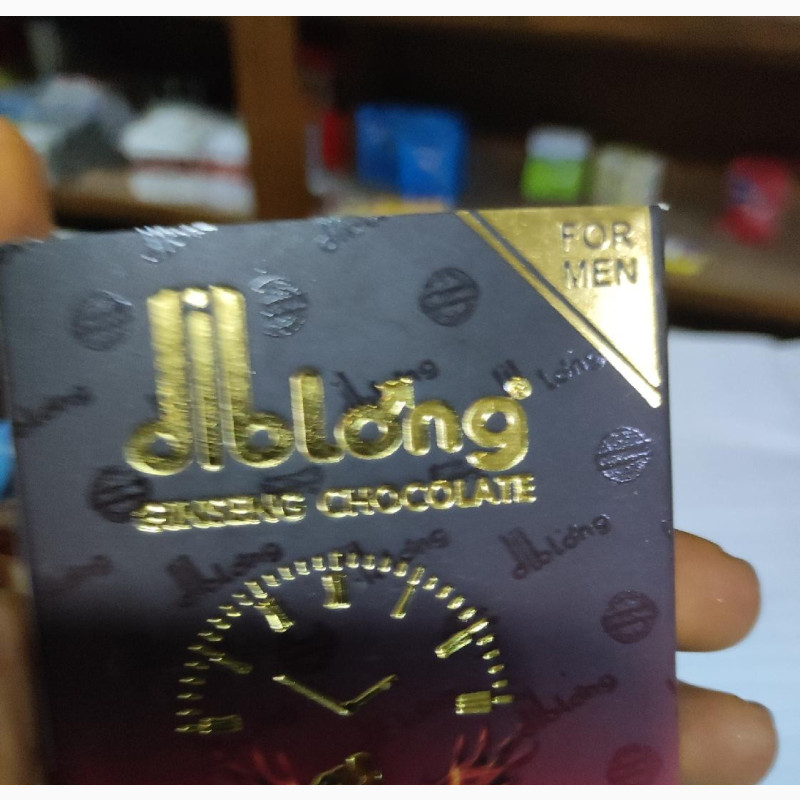 FOR
MEN
diblong®
GINSENG CHOCOLATE